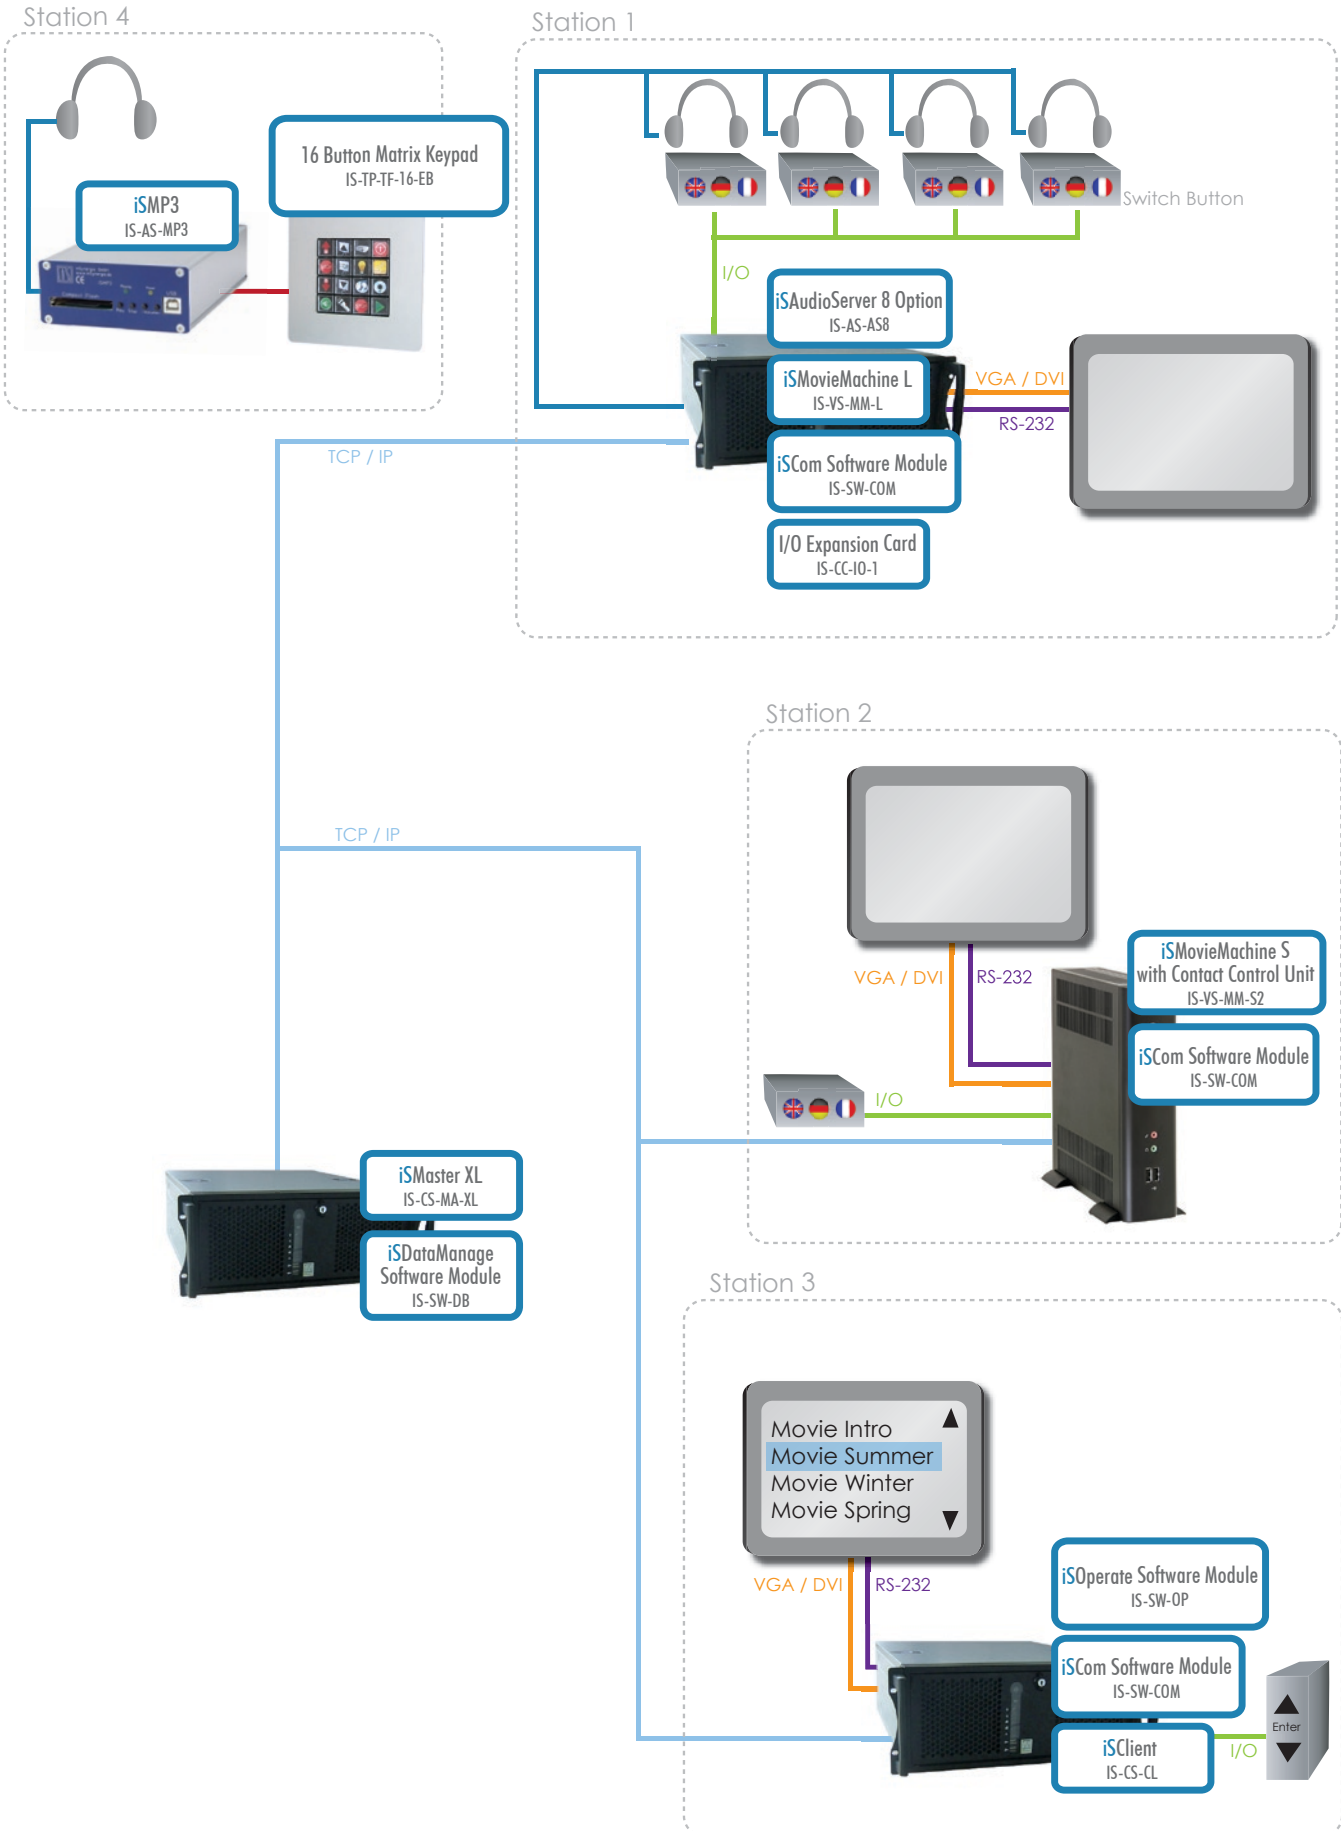 Station 4
16 Button Matrix Keypad
IS-TP-TF-16-EB
iSMP3
IS-AS-MP3
Station 1
Switch Button
I/O
iSAudioServer 8 Option
IS-AS-AS8
iSMovieMachine L
IS-VS-MM-L
VGA / DVI
RS-232
iSCom Software Module
IS-SW-COM
I/O Expansion Card
IS-CC-IO-1
TCP / IP
Station 2
TCP / IP
VGA / DVI
RS-232
iSMovieMachine S
with Contact Control Unit
IS-VS-MM-S2
iSCom Software Module
IS-SW-COM
I/O
iSMaster XL
IS-CS-MA-XL
iSDataManage
Software Module
IS-SW-DB
Station 3
Movie Intro
Movie Summer
Movie Winter
Movie Spring
VGA / DVI
RS-232
iSOperate Software Module
IS-SW-OP
iSCom Software Module
IS-SW-COM
iSClient
IS-CS-CL
I/O
Enter